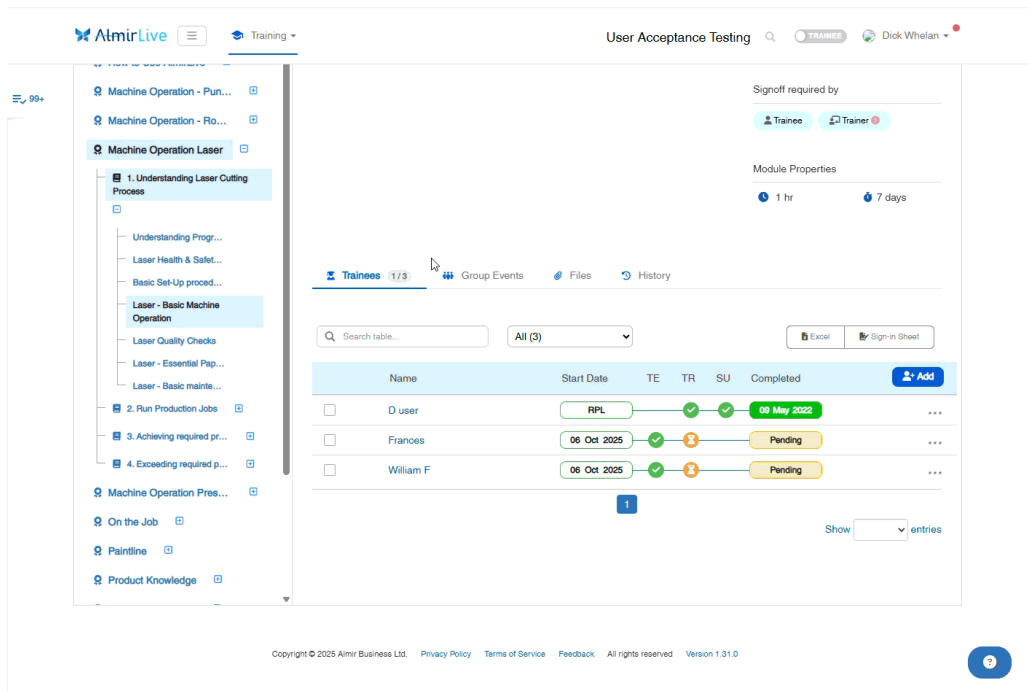 AlmirLive
Training
User Acceptance Testing
TRAINEE
Dick Whelan
99+
How to Use AlmirLive
Machine Operation - Pun...
Machine Operation - Ro...
Machine Operation Laser
1. Understanding Laser Cutting
Process
Understanding Progr...
Laser Health & Safet...
Basic Set-Up proced...
Laser - Basic Machine
Operation
Laser Quality Checks
Laser - Essential Pap...
Laser - Basic mainte...
2. Run Production Jobs
3. Achieving required pr...
4. Exceeding required p...
Machine Operation Pres...
On the Job
Paintline
Product Knowledge
Signoff required by
Trainee Trainer
Module Properties
1 hr 7 days
Trainees 1/3 Group Events Files History
Search table... All (3) Excel Sign-in Sheet
Name Start Date TE TR SU Completed Add
D user RPL 09 May 2022
Frances 06 Oct 2025 Pending
William F 06 Oct 2025 Pending
1
Show entries
Copyright © 2025 Almir Business Ltd. Privacy Policy Terms of Service Feedback All rights reserved Version 1.31.0
?